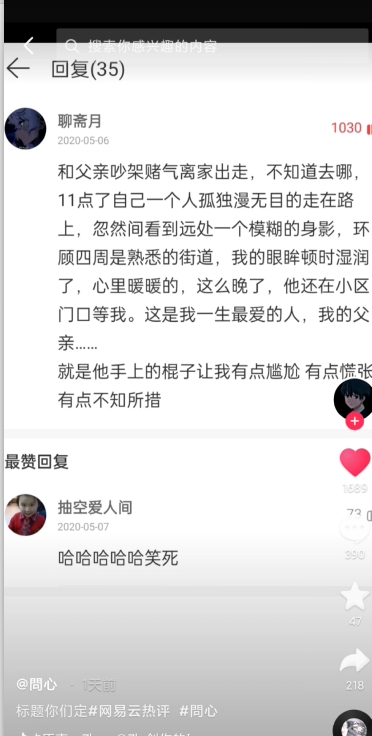 搜索你感兴趣的内容
回复(35)
聊斋月
2020-05-06
1030
和父亲吵架赌气离家出走，不知道去哪，
11点了自己一个人孤独漫无目的走在路
上，忽然间看到远处一个模糊的身影，环
顾四周是熟悉的街道，我的眼眸顿时湿润
了，心里暖暖的，这么晚了，他还在小区
门口等我。这是我一生最爱的人，我的父
亲......
就是他手上的棍子让我有点尴尬 有点慌张
有点不知所措
最赞回复
1689
抽空爱人间
2020-05-07
73
390
哈哈哈哈哈笑死
47
218
@問心 · 1天前
标题你们定#网易云热评 #問心